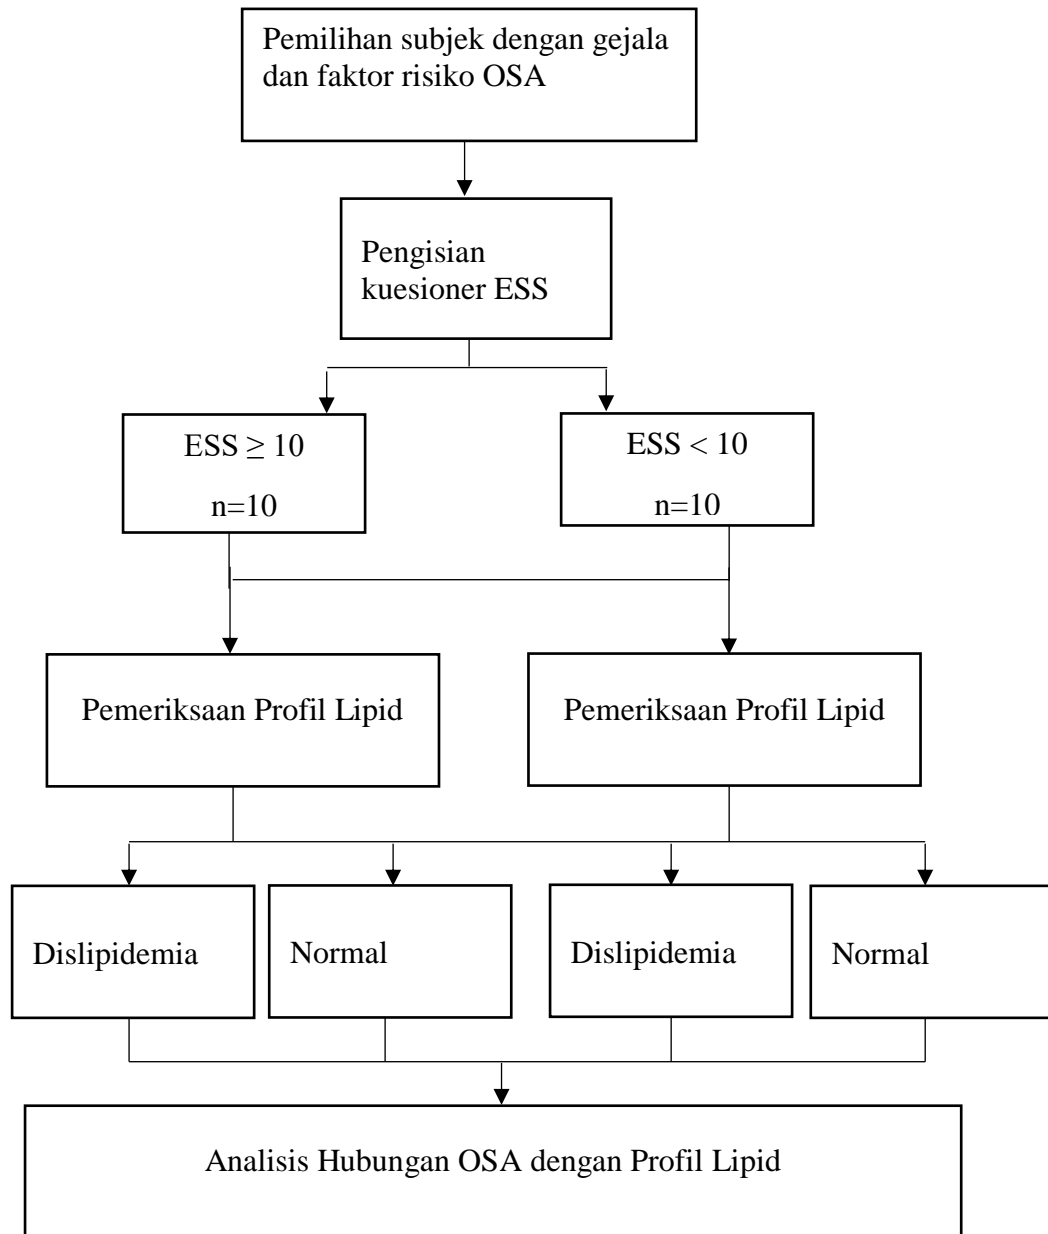 Pemilihan subjek dengan gejala
dan faktor risiko OSA
Pengisian
kuesioner ESS
ESS ≥ 10
n=10
ESS < 10
n=10
Pemeriksaan Profil Lipid
Pemeriksaan Profil Lipid
Dislipidemia
Normal
Dislipidemia
Normal
Analisis Hubungan OSA dengan Profil Lipid